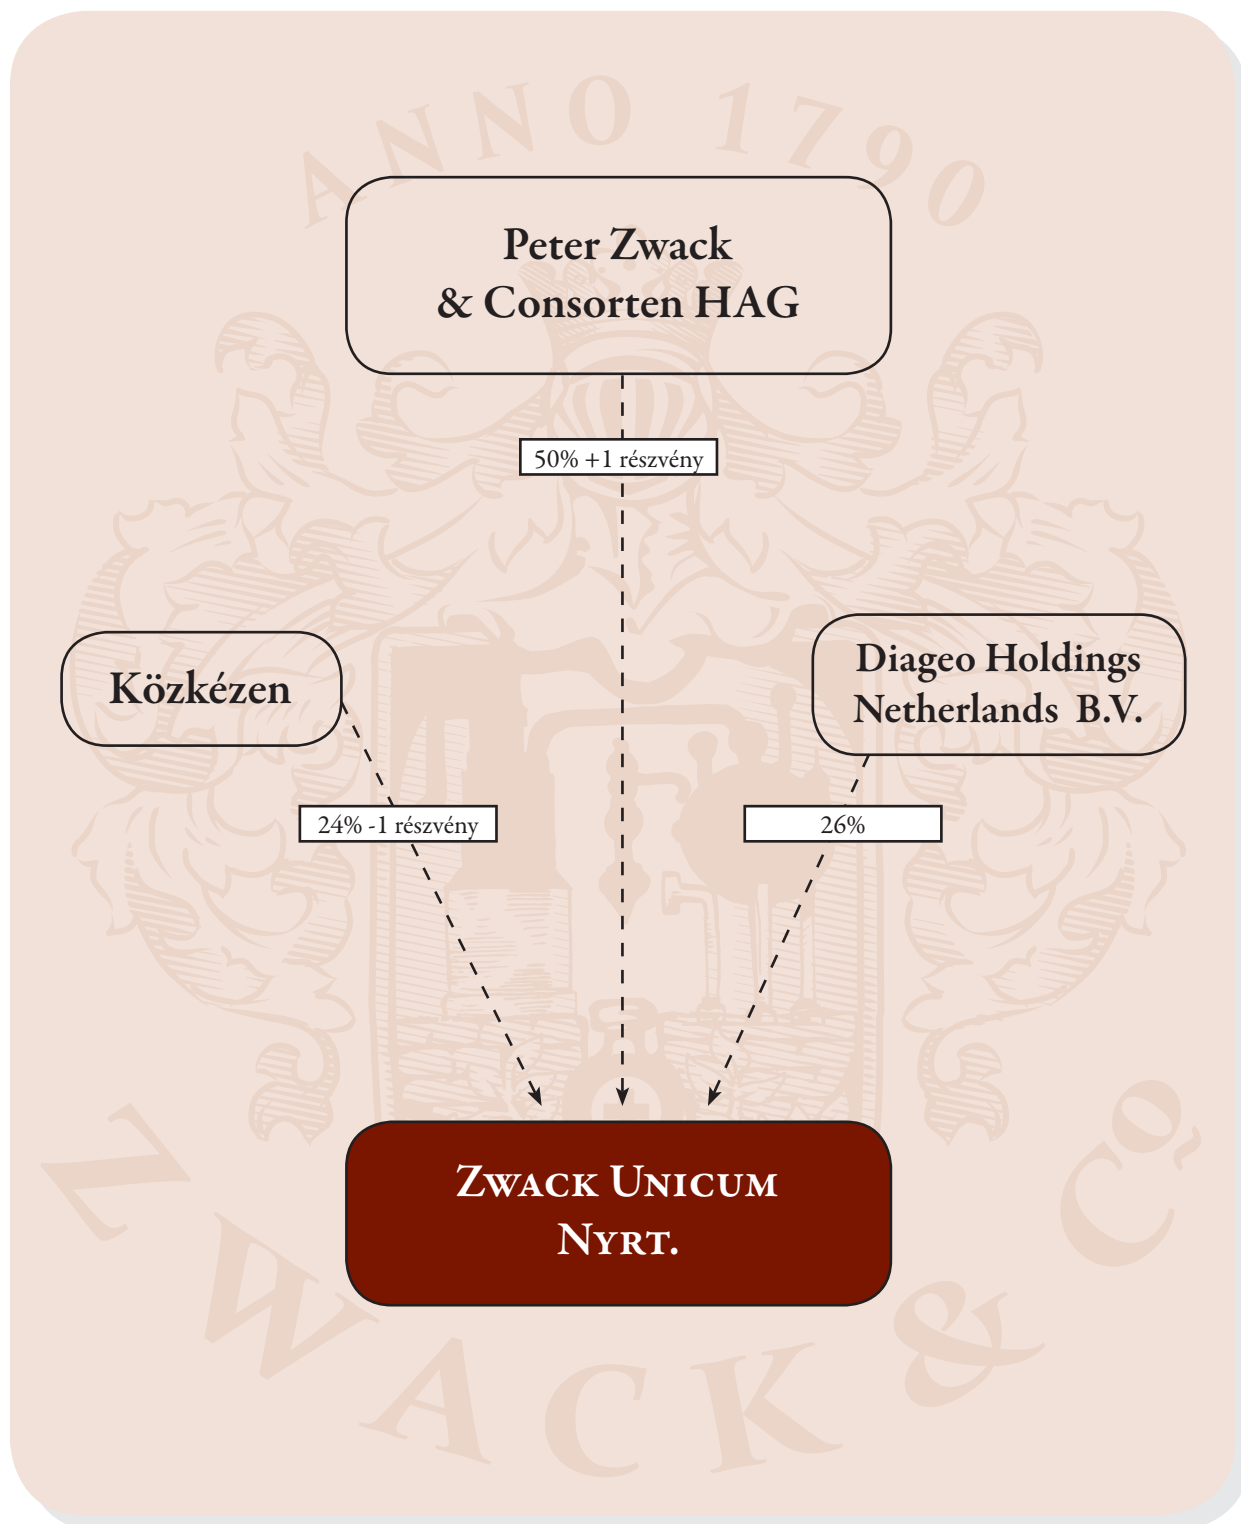 ANNO 1790
Peter Zwack
& Consorten HAG
50% +1 részvény
Közkézen
Diageo Holdings
Netherlands B.V.
24% -1 részvény
26%
ZWACK UNICUM
NYRT.
ZWACK & Co